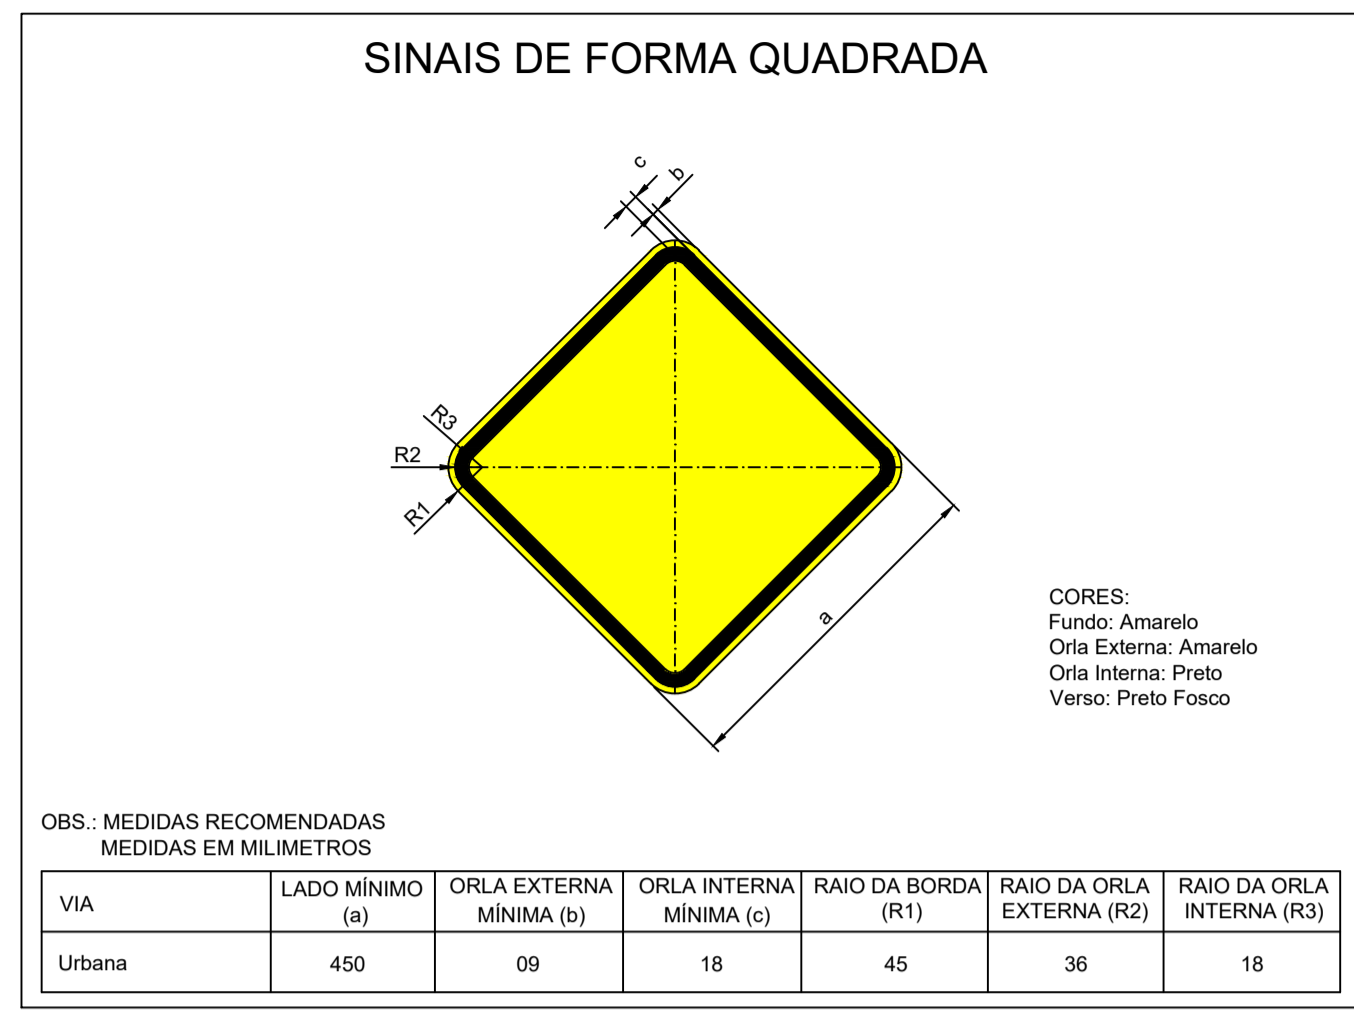 SINAIS DE FORMA QUADRADA
c
b
R3
R2
R1
a
CORES:
Fundo: Amarelo
Orla Externa: Amarelo
Orla Interna: Preto
Verso: Preto Fosco
OBS.: MEDIDAS RECOMENDADAS
MEDIDAS EM MILIMETROS
VIA
LADO MÍNIMO
(a)
ORLA EXTERNA
MÍNIMA (b)
ORLA INTERNA
MÍNIMA (c)
RAIO DA BORDA
(R1)
RAIO DA ORLA
EXTERNA (R2)
RAIO DA ORLA
INTERNA (R3)
Urbana
450
09
18
45
36
18